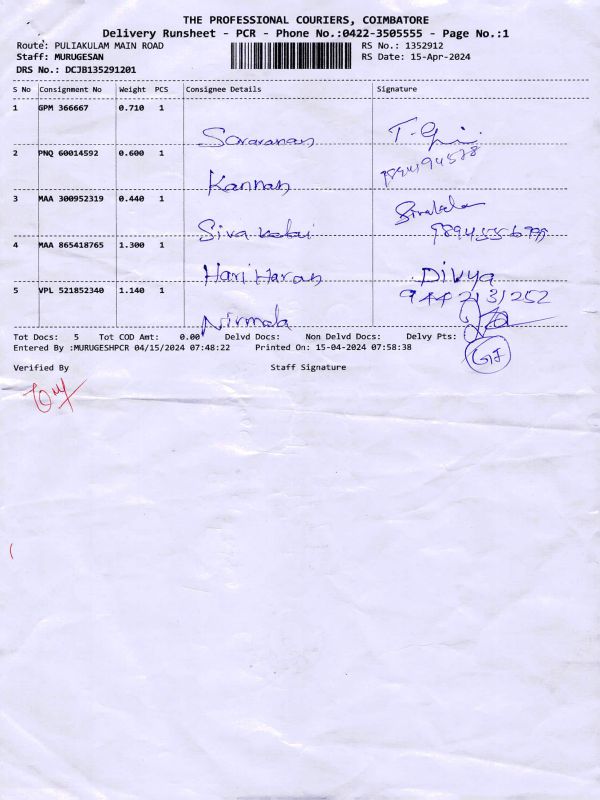 THE PROFESSIONAL COURIERS, COIMBATORE
Delivery Runsheet - PCR - Phone No.:0422-3505555 - Page No.:1
Route: PULIAKULAM MAIN ROAD RS No.: 1352912
Staff: MURUGESAN RS Date: 15-Apr-2024
DRS No.: DCJB135291201
S No Consignment No Weight PCS Consignee Details Signature
1 GPM 366667 0.710 1
Saravanan
2 PNQ 60014592 0.600 1
Kannan
3 MAA 300952319 0.440 1
Siva
4 MAA 865418765 1.300 1
Hari Haran Divya
5 VPL 521852340 1.140 1
Nirmala
Tot Docs: 5 Tot COD Amt: 0.00 Delvd Docs: Non Delvd Docs: Delvy Pts:
Entered By :MURUGESHPCR 04/15/2024 07:48:22 Printed On: 15-04-2024 07:58:38
Verified By Staff Signature